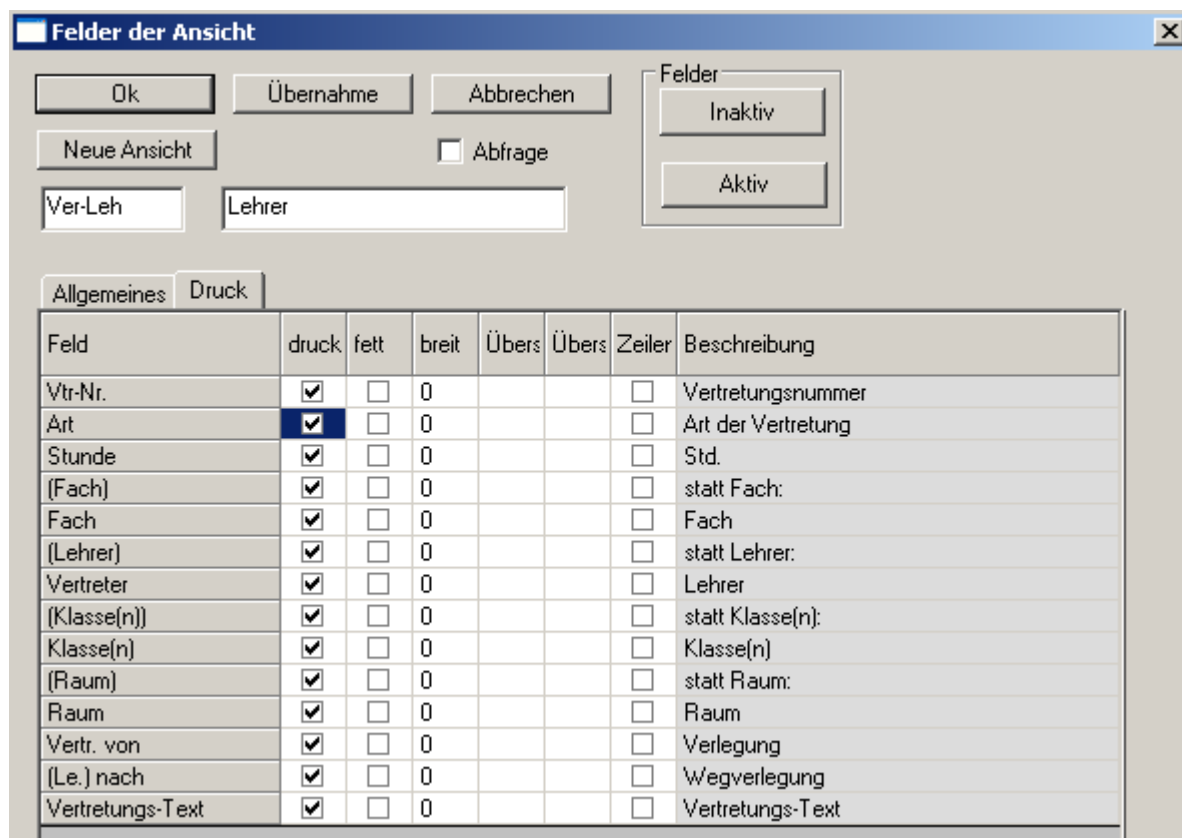 Felder der Ansicht
Ok Übernahme Abbrechen Felder
Inaktiv
Neue Ansicht Abfrage
Aktiv
Ver-Leh Lehrer
Allgemeines Druck
Feld druck fett breit Übers Übers Zeiler Beschreibung
Vtr-Nr. 0 Vertretungsnummer
Art 0 Art der Vertretung
Stunde 0 Std.
(Fach) 0 statt Fach:
Fach 0 Fach
(Lehrer) 0 statt Lehrer:
Vertreter 0 Lehrer
(Klasse(n)) 0 statt Klasse(n):
Klasse(n) 0 Klasse(n)
(Raum) 0 statt Raum:
Raum 0 Raum
Vertr. von 0 Verlegung
(Le.) nach 0 Wegverlegung
Vertretungs-Text 0 Vertretungs-Text